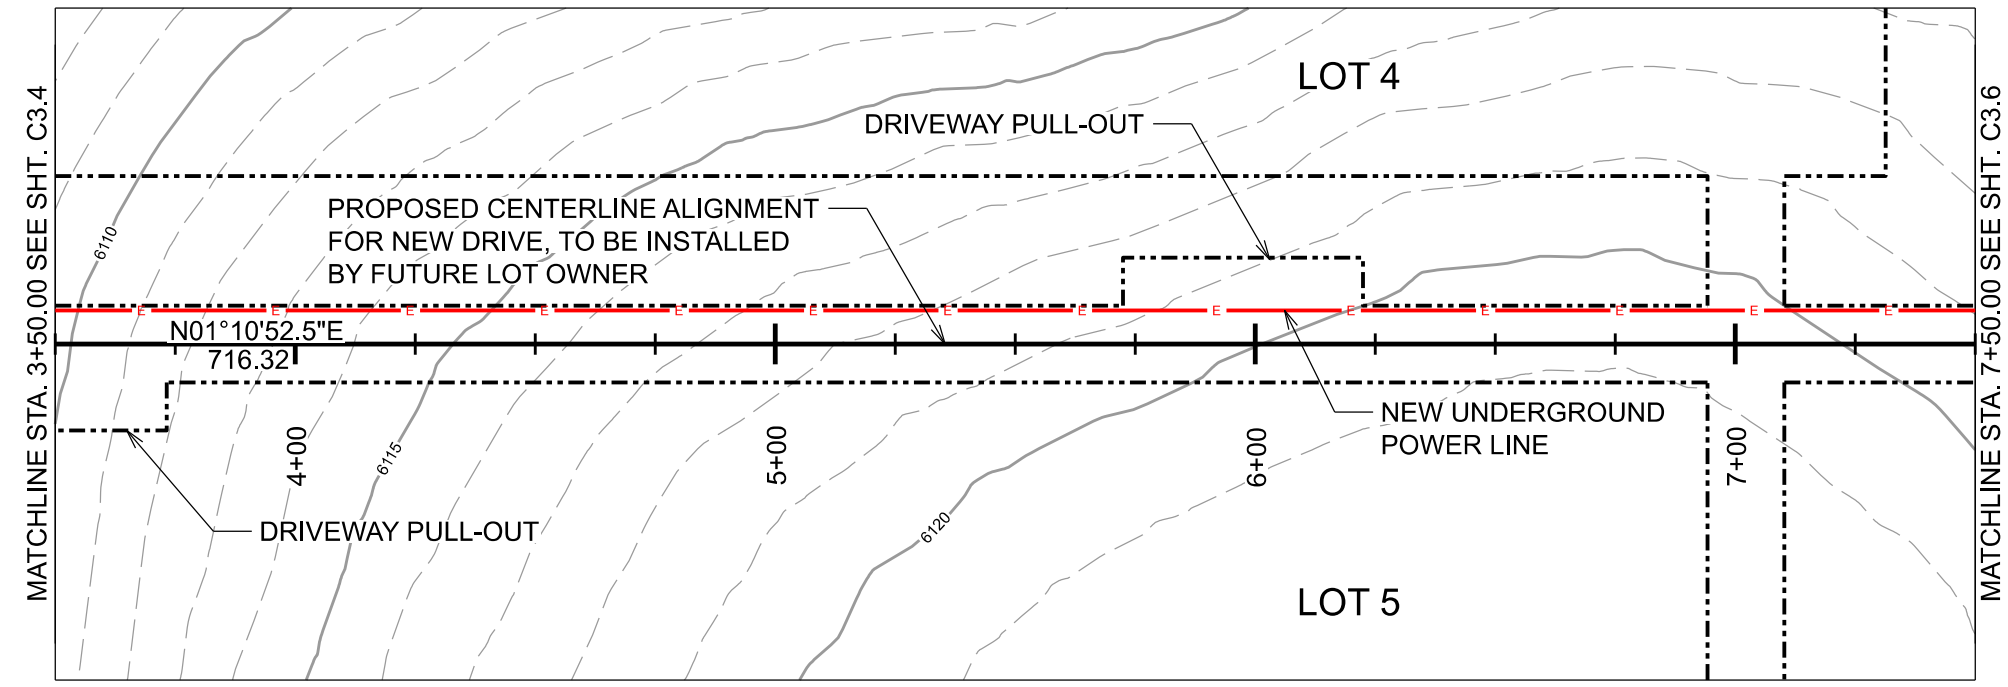 LOT 4
DRIVEWAY PULL-OUT
PROPOSED CENTERLINE ALIGNMENT
FOR NEW DRIVE, TO BE INSTALLED
BY FUTURE LOT OWNER
6110
MATCHLINE STA. 3+50.00 SEE SHT. C3.4
MATCHLINE STA. 7+50.00 SEE SHT. C3.6
E E E E E E E E E E E E E E
N01°10'52.5"E
716.32
4+00
5+00
6+00
7+00
NEW UNDERGROUND
POWER LINE
6115
DRIVEWAY PULL-OUT
6120
LOT 5